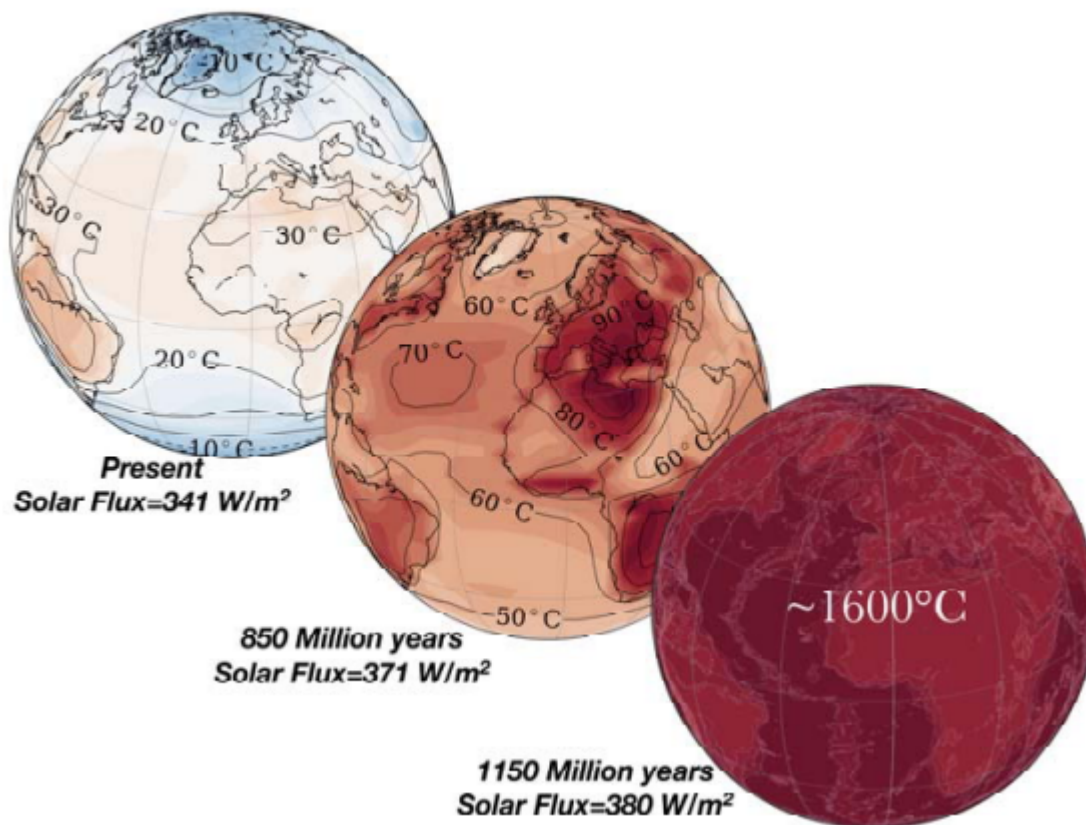 -10°C
20°C
30°C
30°C
20°C
10°C
Present
Solar Flux=341 W/m²
60°C
90°C
70°C
80°C
60°C
60°C
50°C
850 Million years
Solar Flux=371 W/m²
~1600°C
1150 Million years
Solar Flux=380 W/m²